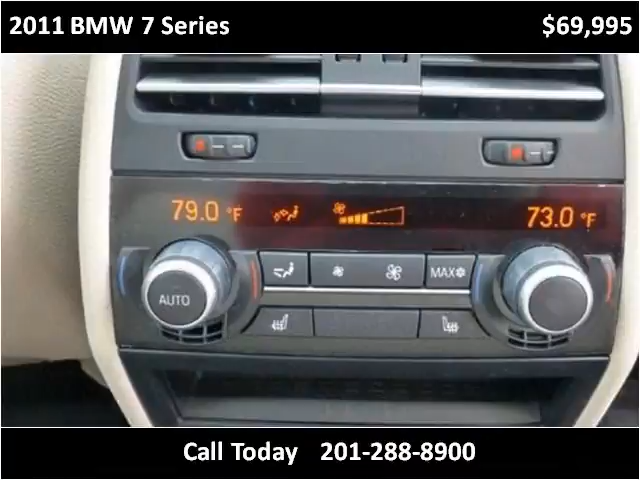 2011 BMW 7 Series $69,995
79.0 °F 73.0 °F
MAX
AUTO
Call Today 201-288-8900